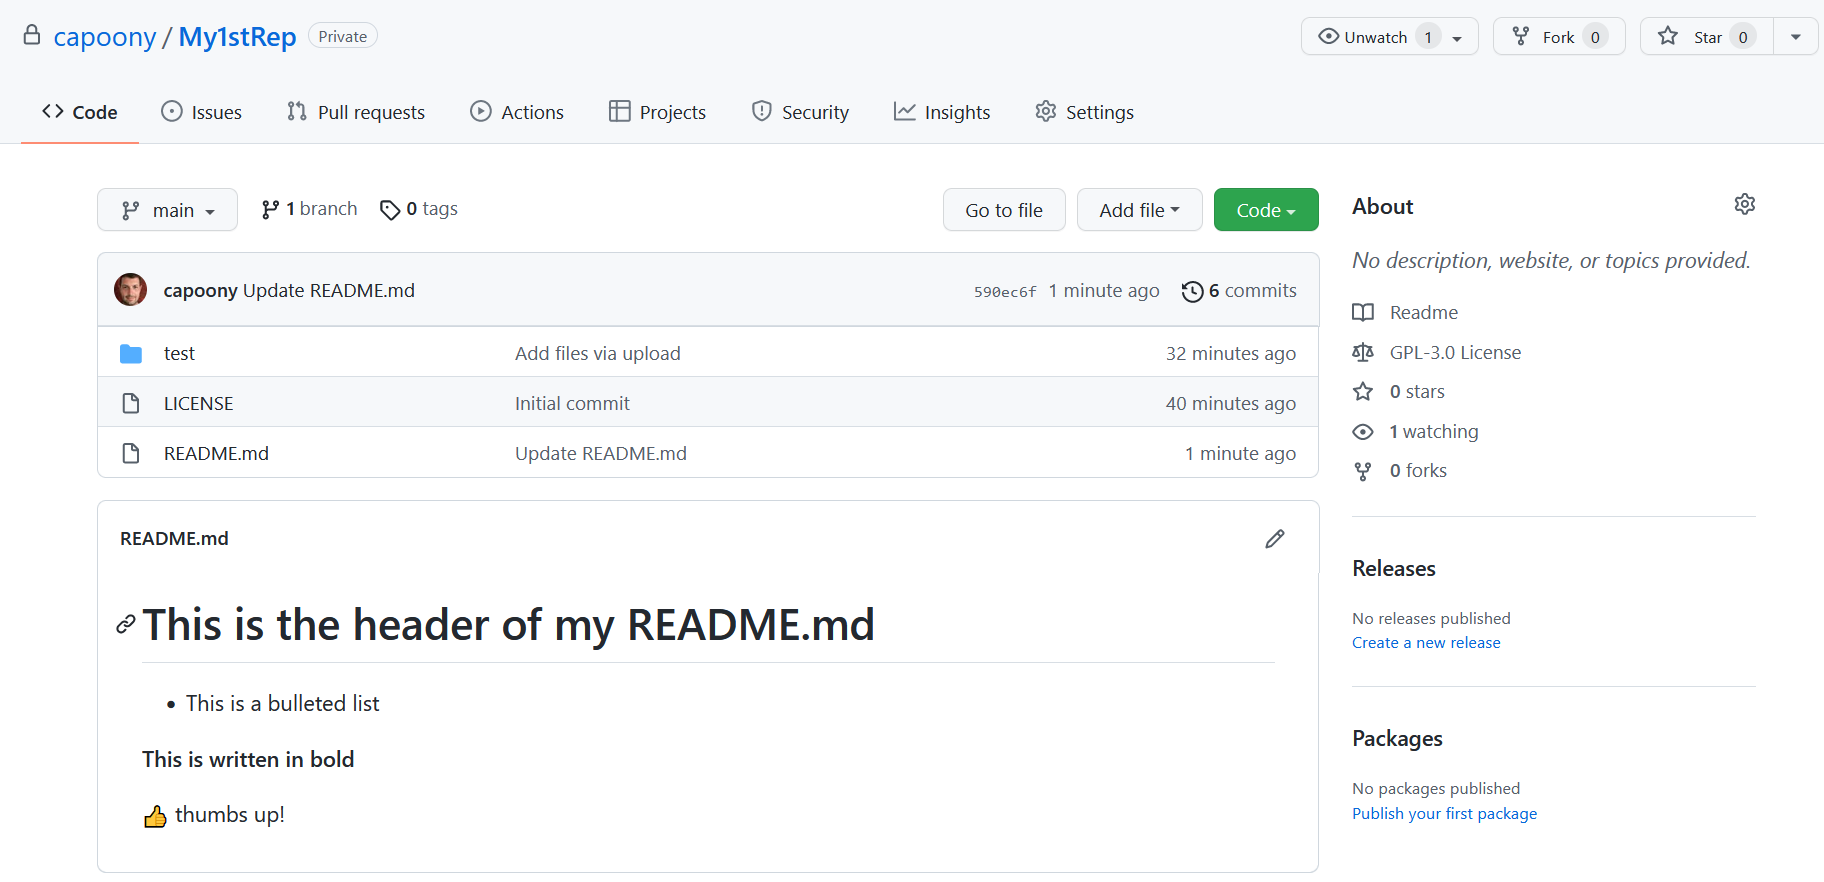 capoony / My1stRep Private Unwatch 1 Fork 0 Star 0
Code Issues Pull requests Actions Projects Security Insights Settings
main 1 branch 0 tags Go to file Add file Code
capoony Update README.md 590ec6f 1 minute ago 6 commits
test Add files via upload 32 minutes ago
LICENSE Initial commit 40 minutes ago
README.md Update README.md 1 minute ago
README.md
This is the header of my README.md
• This is a bulleted list
This is written in bold
👍 thumbs up!
About
No description, website, or topics provided.
Readme
GPL-3.0 License
0 stars
1 watching
0 forks
Releases
No releases published
Create a new release
Packages
No packages published
Publish your first package